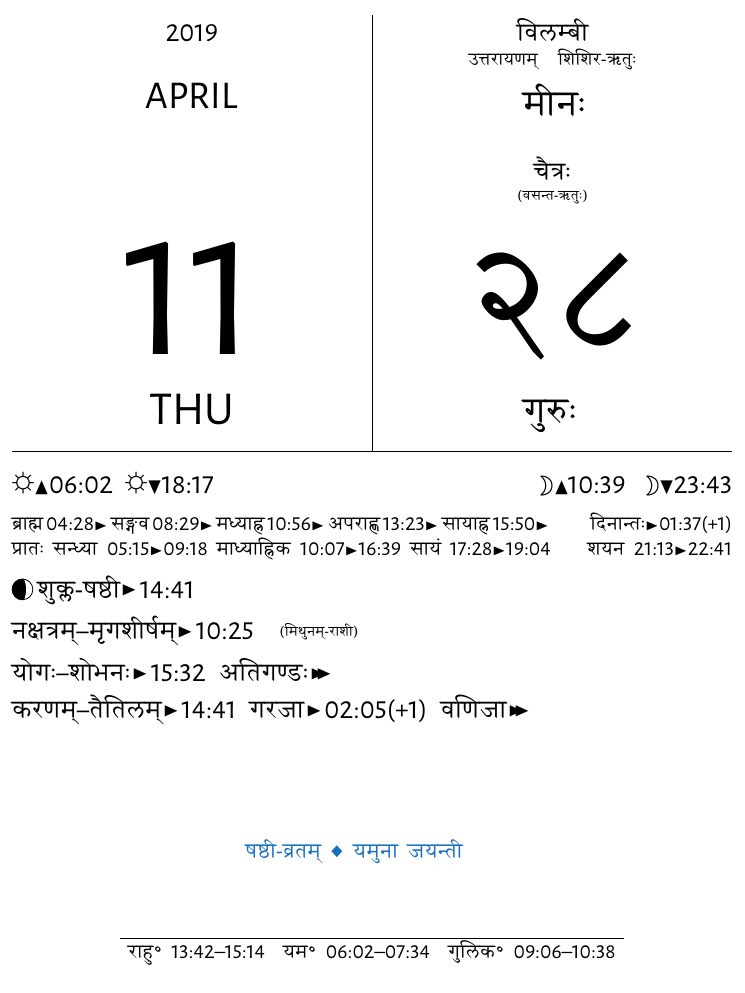 2019
APRIL
11
THU
विलम्बी
उत्तरायणम् शिशिर-ऋतुः
मीनः
चैत्रः
(वसन्त-ऋतुः)
२८
गुरुः
☼▲06:02 ☼▼18:17 ☽▲10:39 ☽▼23:43
ब्राह्म 04:28► सङ्गव 08:29► मध्याह्न 10:56► अपराह्ण 13:23► सायाह्न 15:50► दिनान्तः►01:37(+1)
प्रातः सन्ध्या 05:15►09:18 माध्याह्निक 10:07►16:39 सायं 17:28►19:04 शयन 21:13►22:41
शुक्ल-षष्ठी►14:41
नक्षत्रम्–मृगशीर्षम्►10:25 (मिथुनम्-राशी)
योगः–शोभनः►15:32 अतिगण्डः►►
करणम्–तैतिलम्►14:41 गरजा►02:05(+1) वणिजा►►
षष्ठी-व्रतम् ◆ यमुना जयन्ती
राहु° 13:42–15:14 यम° 06:02–07:34 गुलिक° 09:06–10:38